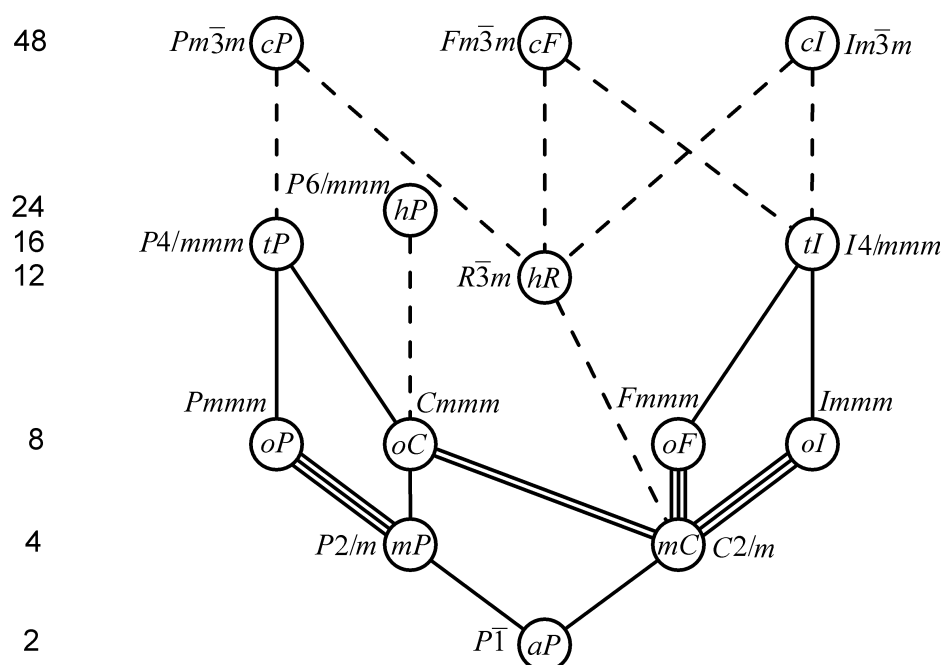 48 Pm3̅m cP Fm3̅m cF cI Im3̅m
24 P6/mmm hP
16 P4/mmm tP tI I4/mmm
12 R3̅m hR
Pmmm Cmmm Fmmm Immm
8 oP oC oF oI
4 P2/m mP mC C2/m
2 P1̅ aP